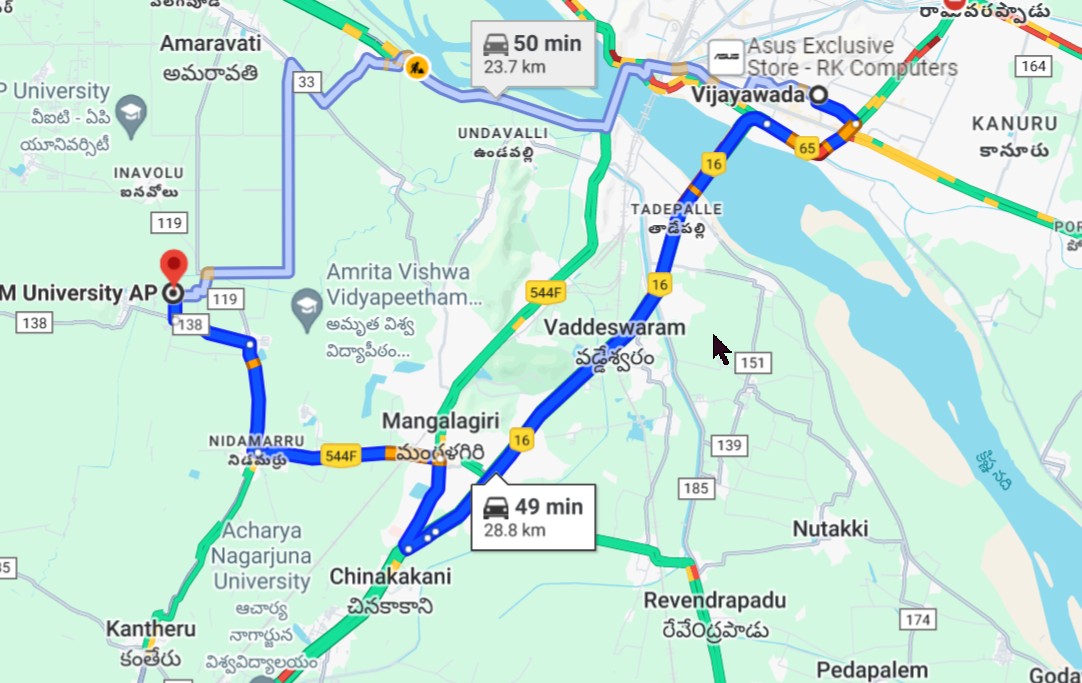 వెలగపూడి
Amaravati
అమరావతి
33
50 min
23.7 km
Asus Exclusive
Store - RK Computers
రామవరప్పాడు
164
Vijayawada
KANURU
కానూరు
P University
వీఐటి - ఏపి
యూనివర్సిటీ
UNDAVALLI
ఉండవల్లి
65
16
INAVOLU
ఐనవోలు
119
TADEPALLE
తాడేపల్లి
POR
M University AP
119
138
138
Amrita Vishwa
Vidyapeetham...
అమృత విశ్వ
విద్యాపీఠం...
544F
16
Vaddeswaram
వడ్డేశ్వరం
151
Mangalagiri
మంగళగిరి
16
NIDAMARRU
నిడమర్రు
544F
139
185
కృష్ణ నది
49 min
28.8 km
Nutakki
Acharya
Nagarjuna
University
ఆచార్య
నాగార్జున
విశ్వవిద్యాలయం
35
Chinakakani
చినకాకాని
Revendrapadu
రేవేంద్రపాడు
174
Kantheru
కంతేరు
Pedapalem
Goda